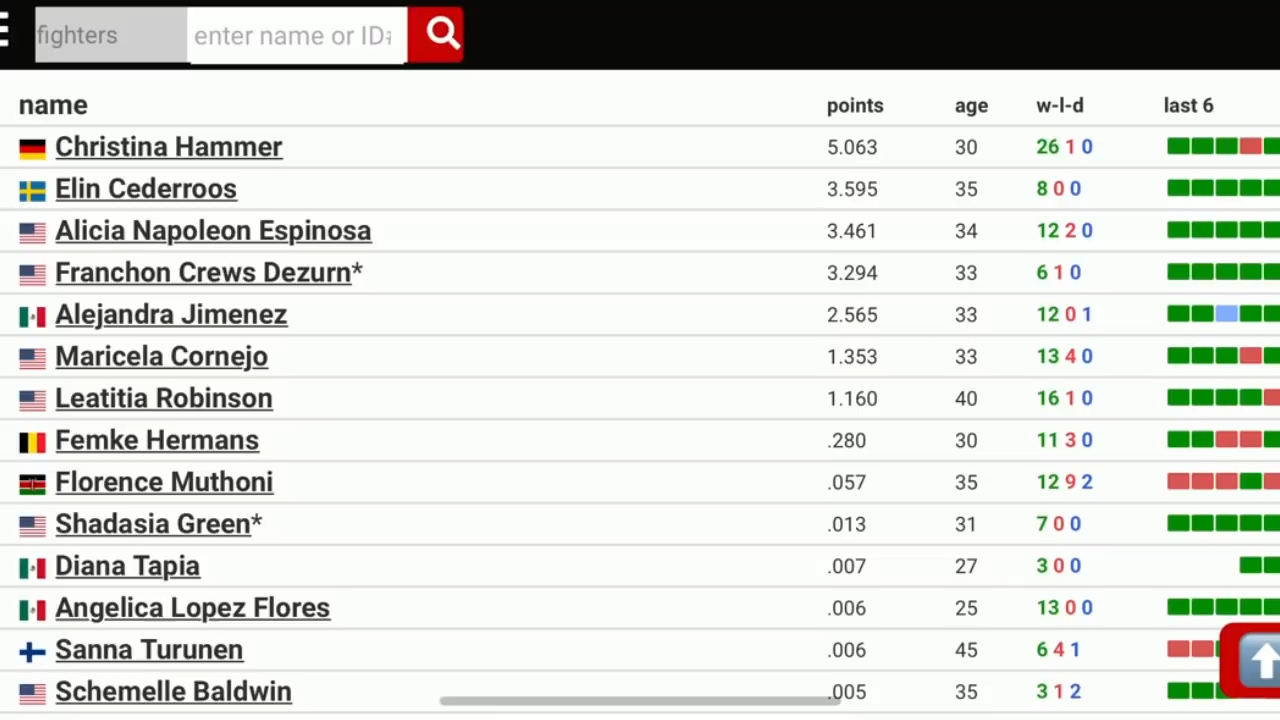 fighters enter name or ID
name points age w-l-d last 6
Christina Hammer 5.063 30 26 1 0
Elin Cederroos 3.595 35 8 0 0
Alicia Napoleon Espinosa 3.461 34 12 2 0
Franchon Crews Dezurn* 3.294 33 6 1 0
Alejandra Jimenez 2.565 33 12 0 1
Maricela Cornejo 1.353 33 13 4 0
Leatitia Robinson 1.160 40 16 1 0
Femke Hermans .280 30 11 3 0
Florence Muthoni .057 35 12 9 2
Shadasia Green* .013 31 7 0 0
Diana Tapia .007 27 3 0 0
Angelica Lopez Flores .006 25 13 0 0
Sanna Turunen .006 45 6 4 1
Schemelle Baldwin .005 35 3 1 2